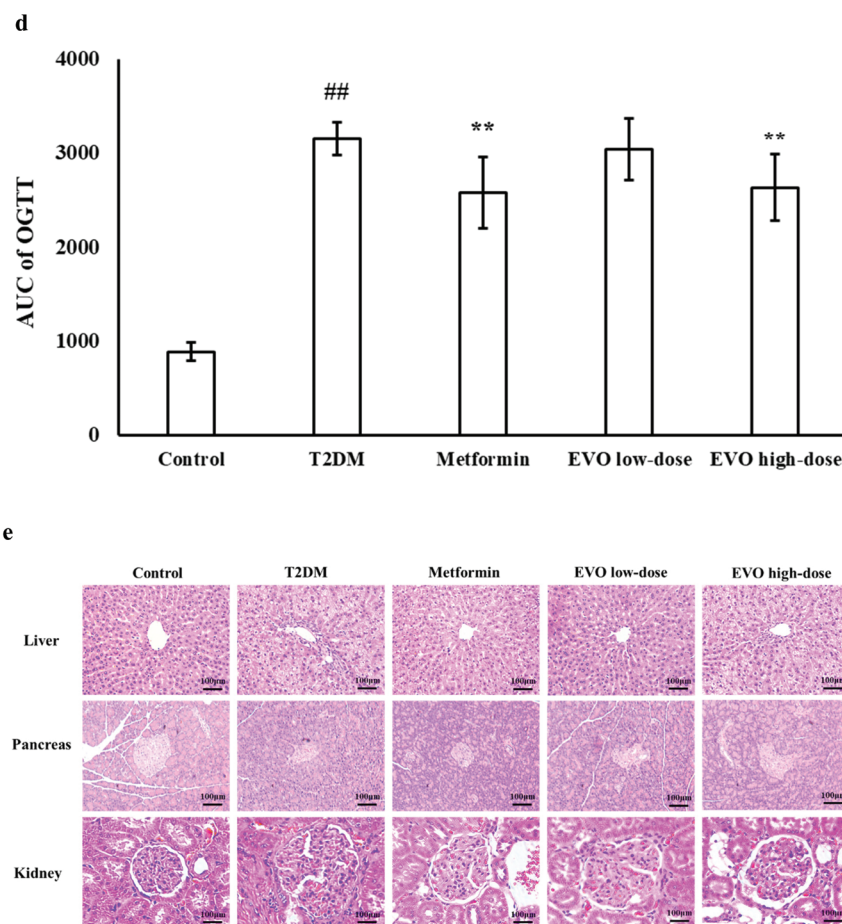 d
4000
3000
2000
1000
0
AUC of OGTT
##
**
**
Control T2DM Metformin EVO low-dose EVO high-dose
e
Control T2DM Metformin EVO low-dose EVO high-dose
Liver
100μm 100μm 100μm 100μm 100μm
Pancreas
100μm 100μm 100μm 100μm 100μm
Kidney
100μm 100μm 100μm 100μm 100μm